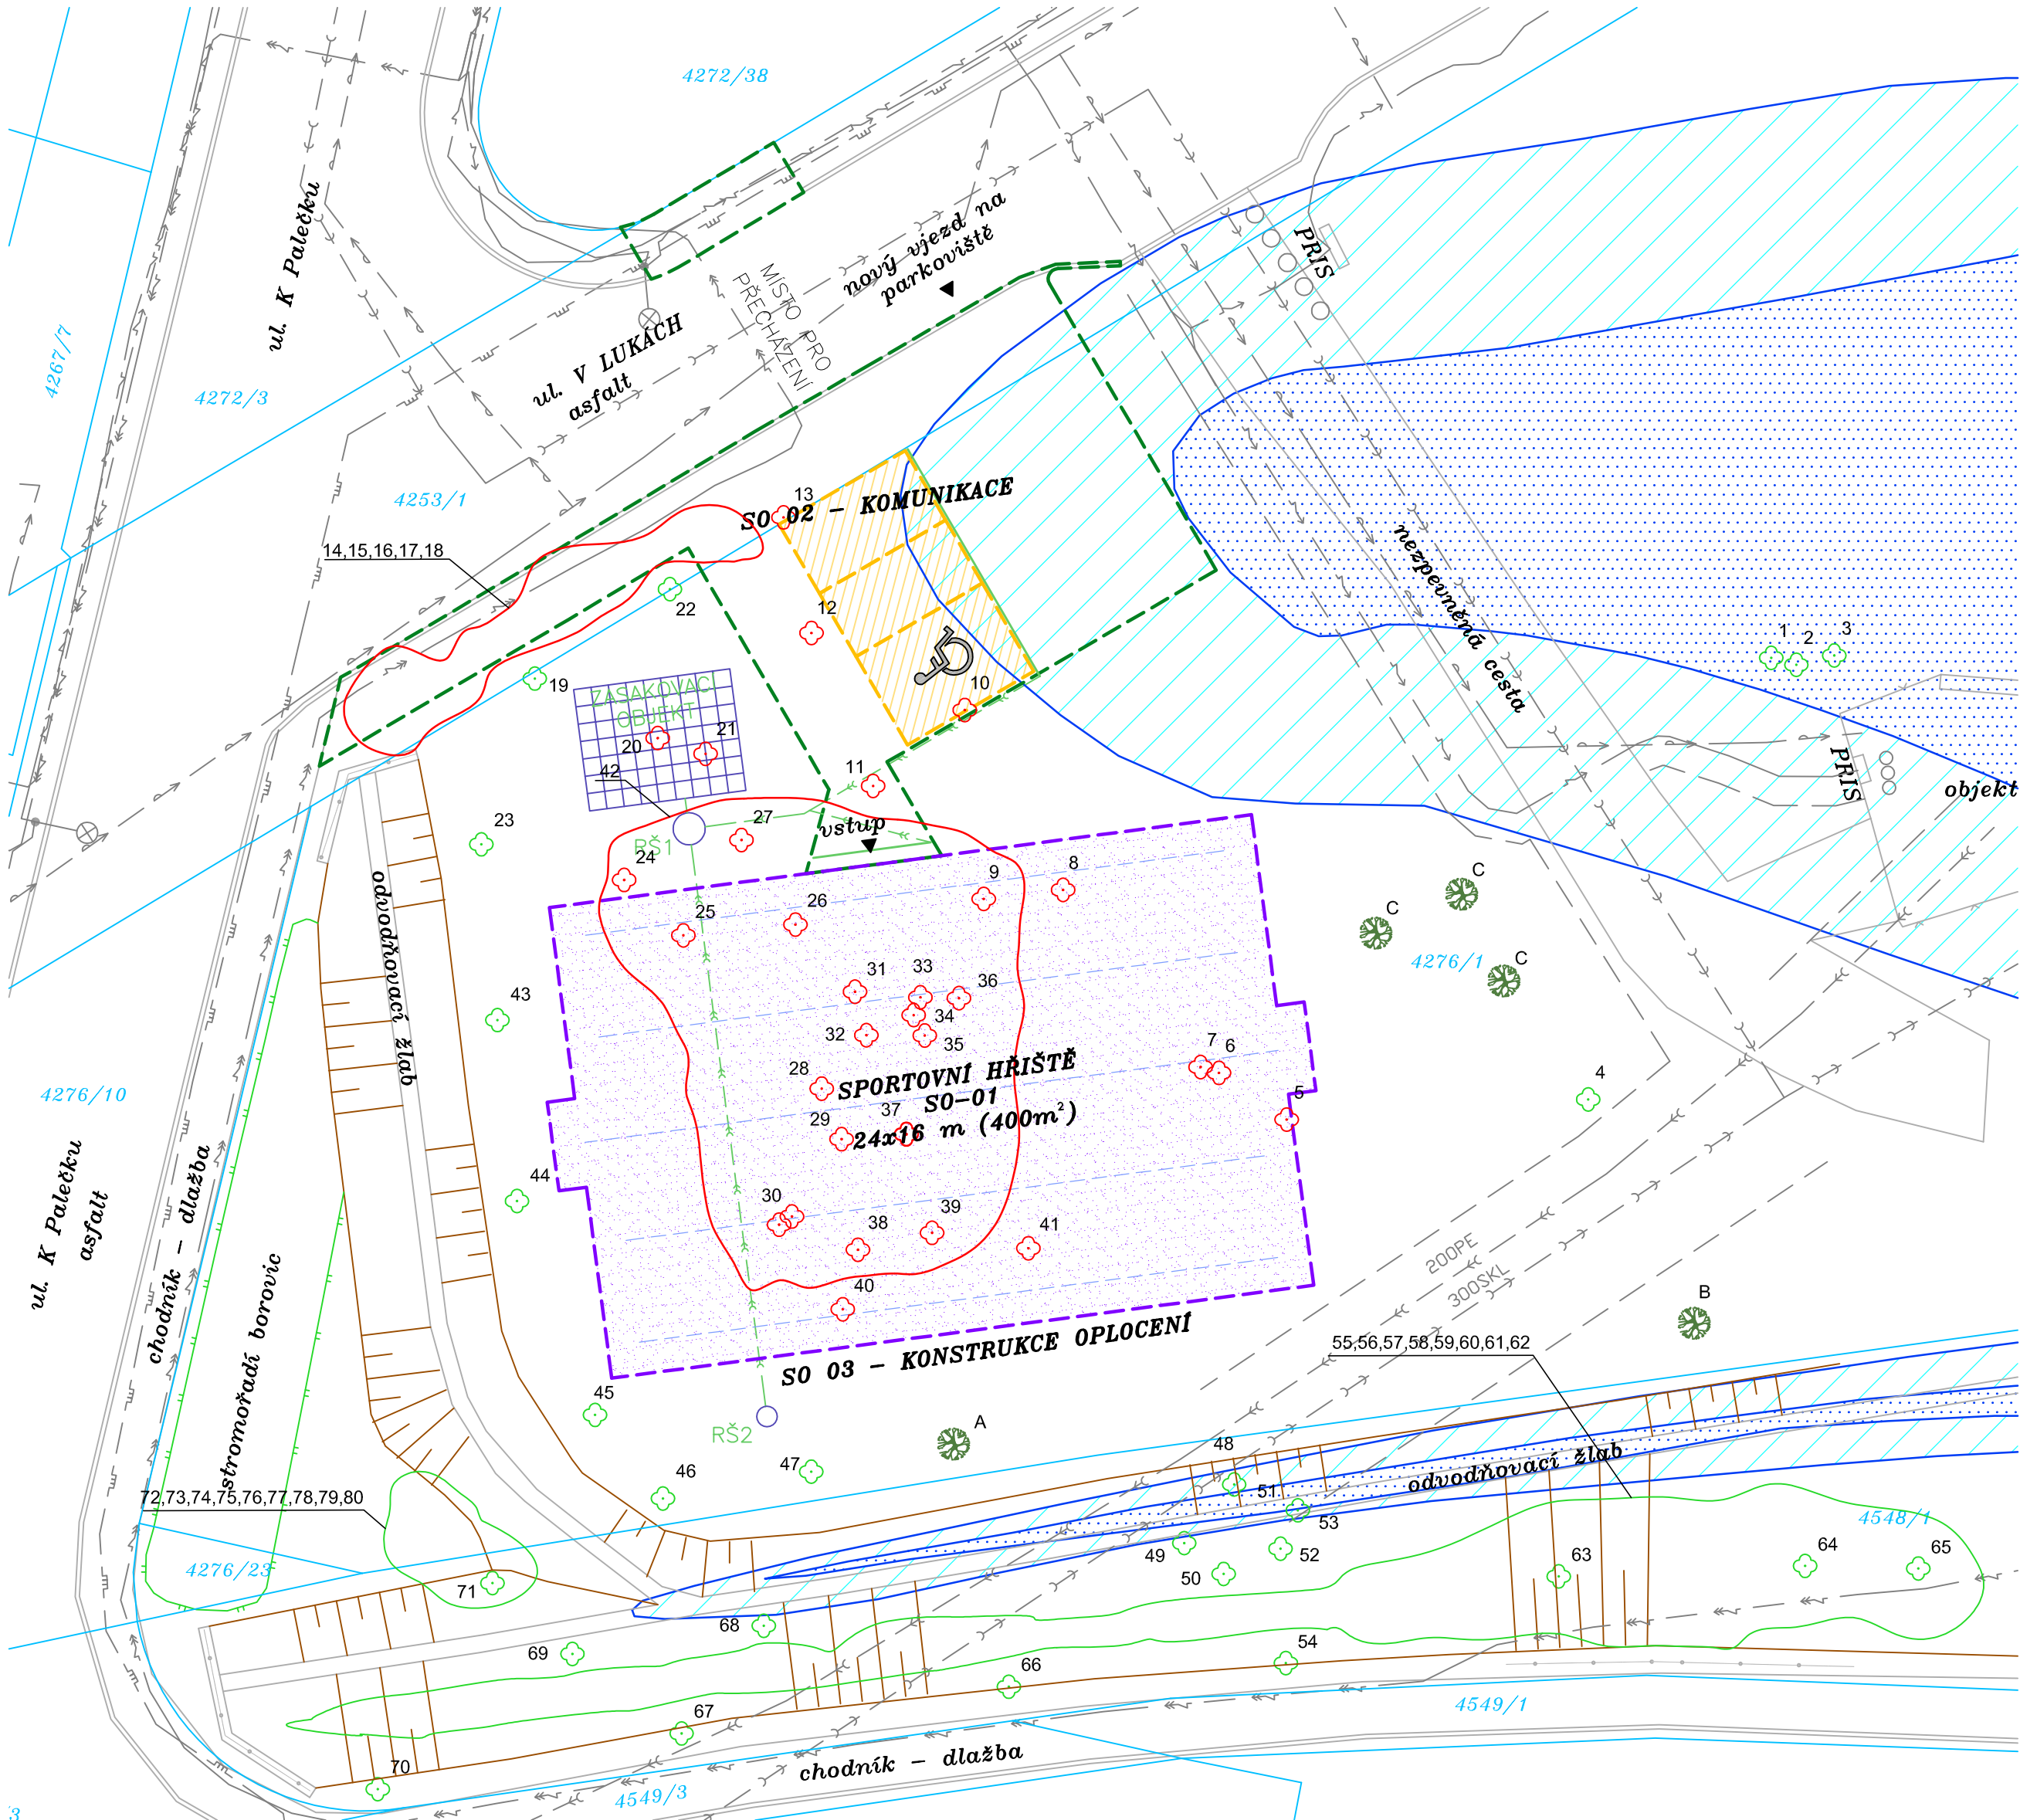 4272/38
ul. K Palečku
4267/7
4272/3
ul. V LUKÁCH
asfalt
MÍSTO PRO
PŘECHÁZENÍ
nový vjezd na
parkoviště
PRIS
4253/1
13
SO 02 – KOMUNIKACE
14,15,16,17,18
22
12
nezpevněná cesta
1
2
3
19
ZASAKOVACÍ
OBJEKT
20
21
10
42
11
PRIS
objekt
23
RŠ1
27
vstup
24
9
8
C
C
25
26
4276/1
C
odvodňovací žlab
31
33
36
43
32
34
35
7
6
28
SPORTOVNÍ HŘIŠTĚ
SO–01
24x16 m (400m²)
4
5
4276/10
29
37
44
ul. K Palečku
asfalt
chodník – dlažba
stromořadí borovic
30
38
39
41
200PE
300SKL
40
B
SO 03 – KONSTRUKCE OPLOCENÍ
55,56,57,58,59,60,61,62
45
RŠ2
A
46
47
48
odvodňovací žlab
72,73,74,75,76,77,78,79,80
51
53
4548/1
49
52
50
63
64
65
4276/23
71
68
69
54
66
67
4549/1
chodník – dlažba
70
4549/3
3